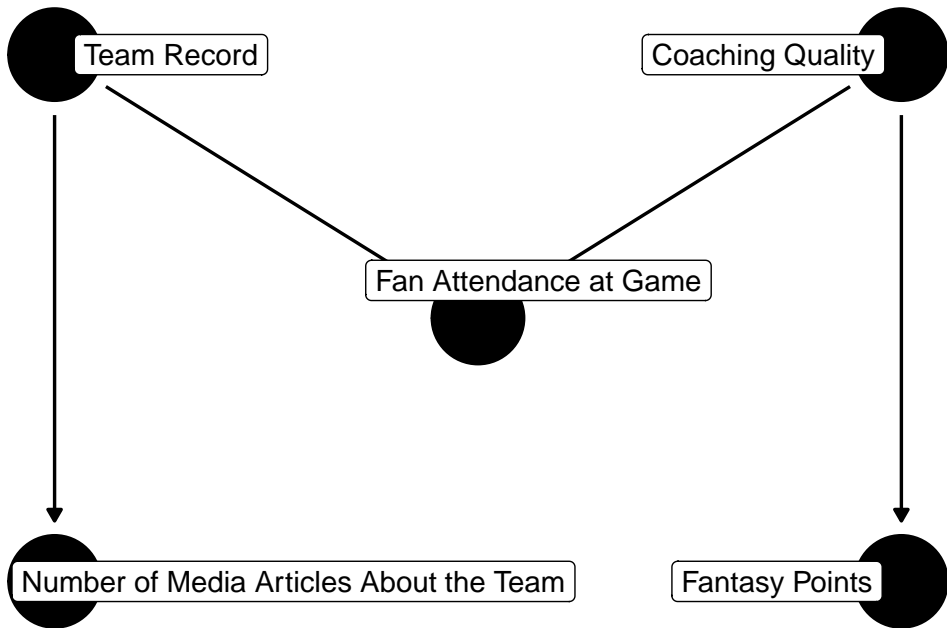 Team Record
Coaching Quality
Fan Attendance at Game
Number of Media Articles About the Team
Fantasy Points